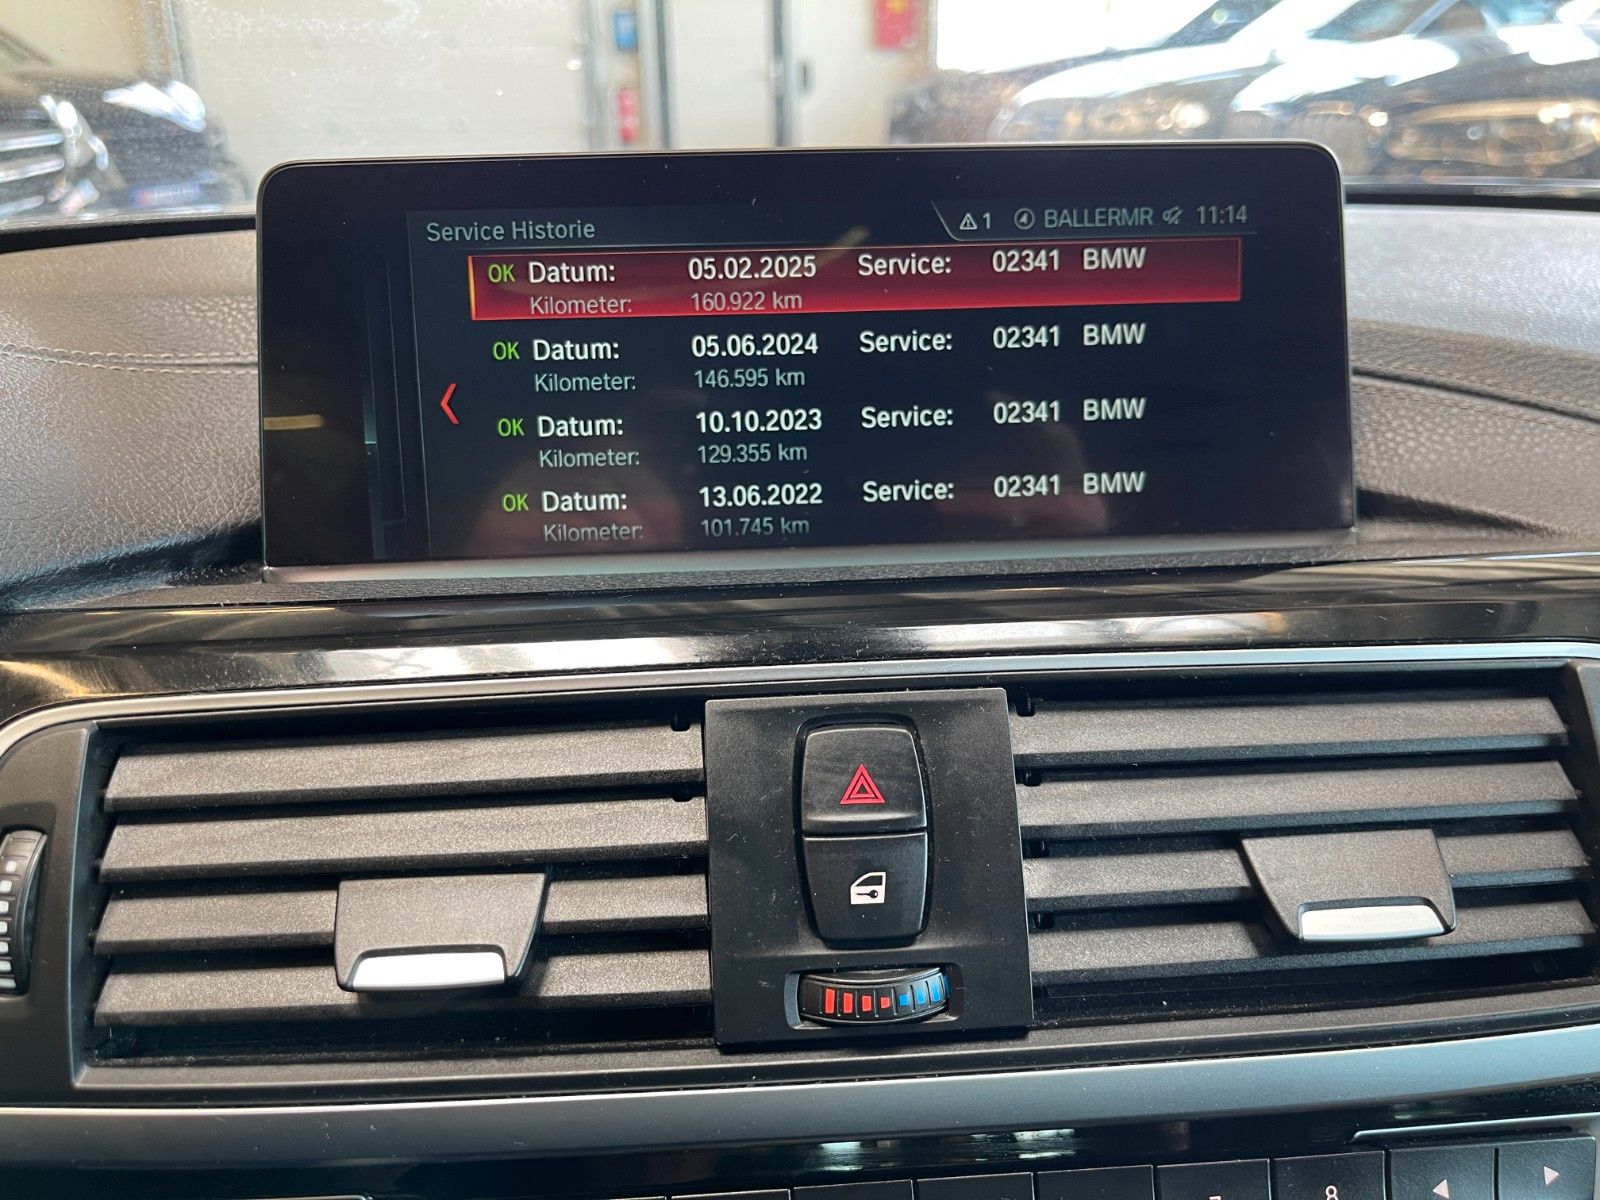 Service Historie
1 BALLERMR 11:14
OK Datum: 05.02.2025 Service: 02341 BMW
Kilometer: 160.922 km
OK Datum: 05.06.2024 Service: 02341 BMW
Kilometer: 146.595 km
OK Datum: 10.10.2023 Service: 02341 BMW
Kilometer: 129.355 km
OK Datum: 13.06.2022 Service: 02341 BMW
Kilometer: 101.745 km
8